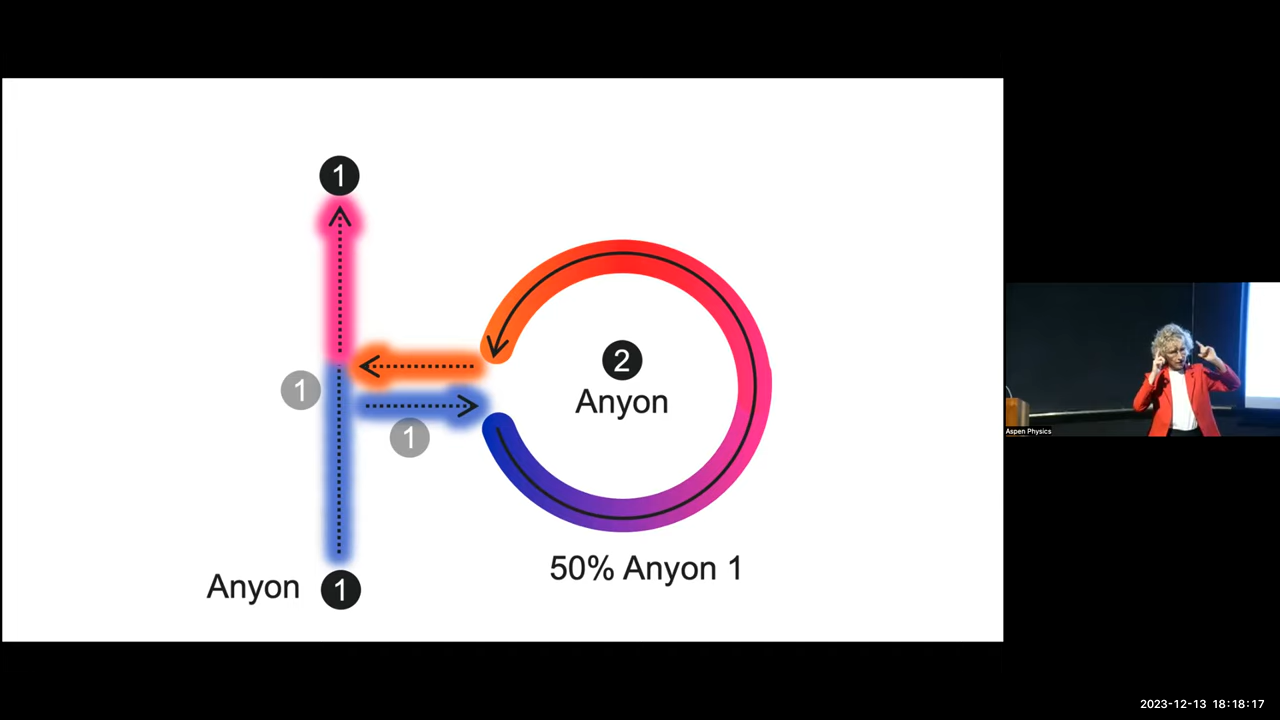 1
1
2
Anyon
1
50% Anyon 1
Anyon 1
Aspen Physics
2023-12-13 18:18:17